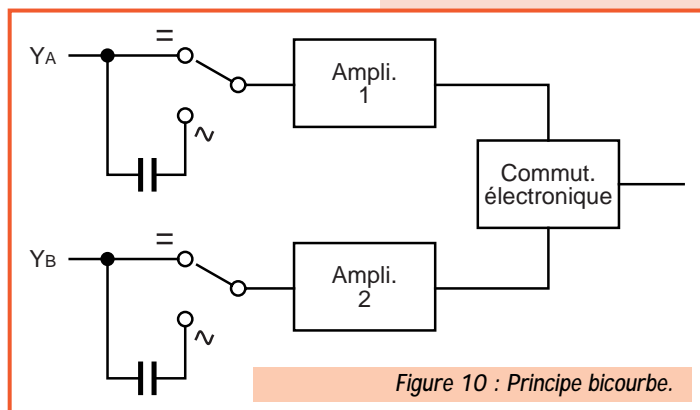 =
YA
Ampli.
1
~
Commut.
électronique
=
YB
Ampli.
2
~
Figure 10 : Principe bicourbe.